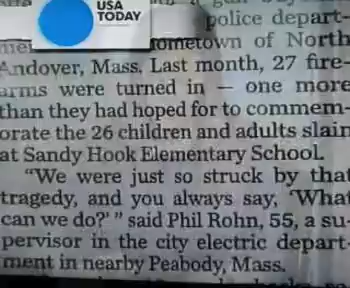 USA
TODAY
police depart-
hometown of North
Andover, Mass. Last month, 27 fire-
arms were turned in — one more
than they had hoped for to commem-
orate the 26 children and adults slain
at Sandy Hook Elementary School.
"We were just so struck by that
tragedy, and you always say, 'What
can we do?' " said Phil Rohn, 55, a su-
pervisor in the city electric depart-
ment in nearby Peabody, Mass.